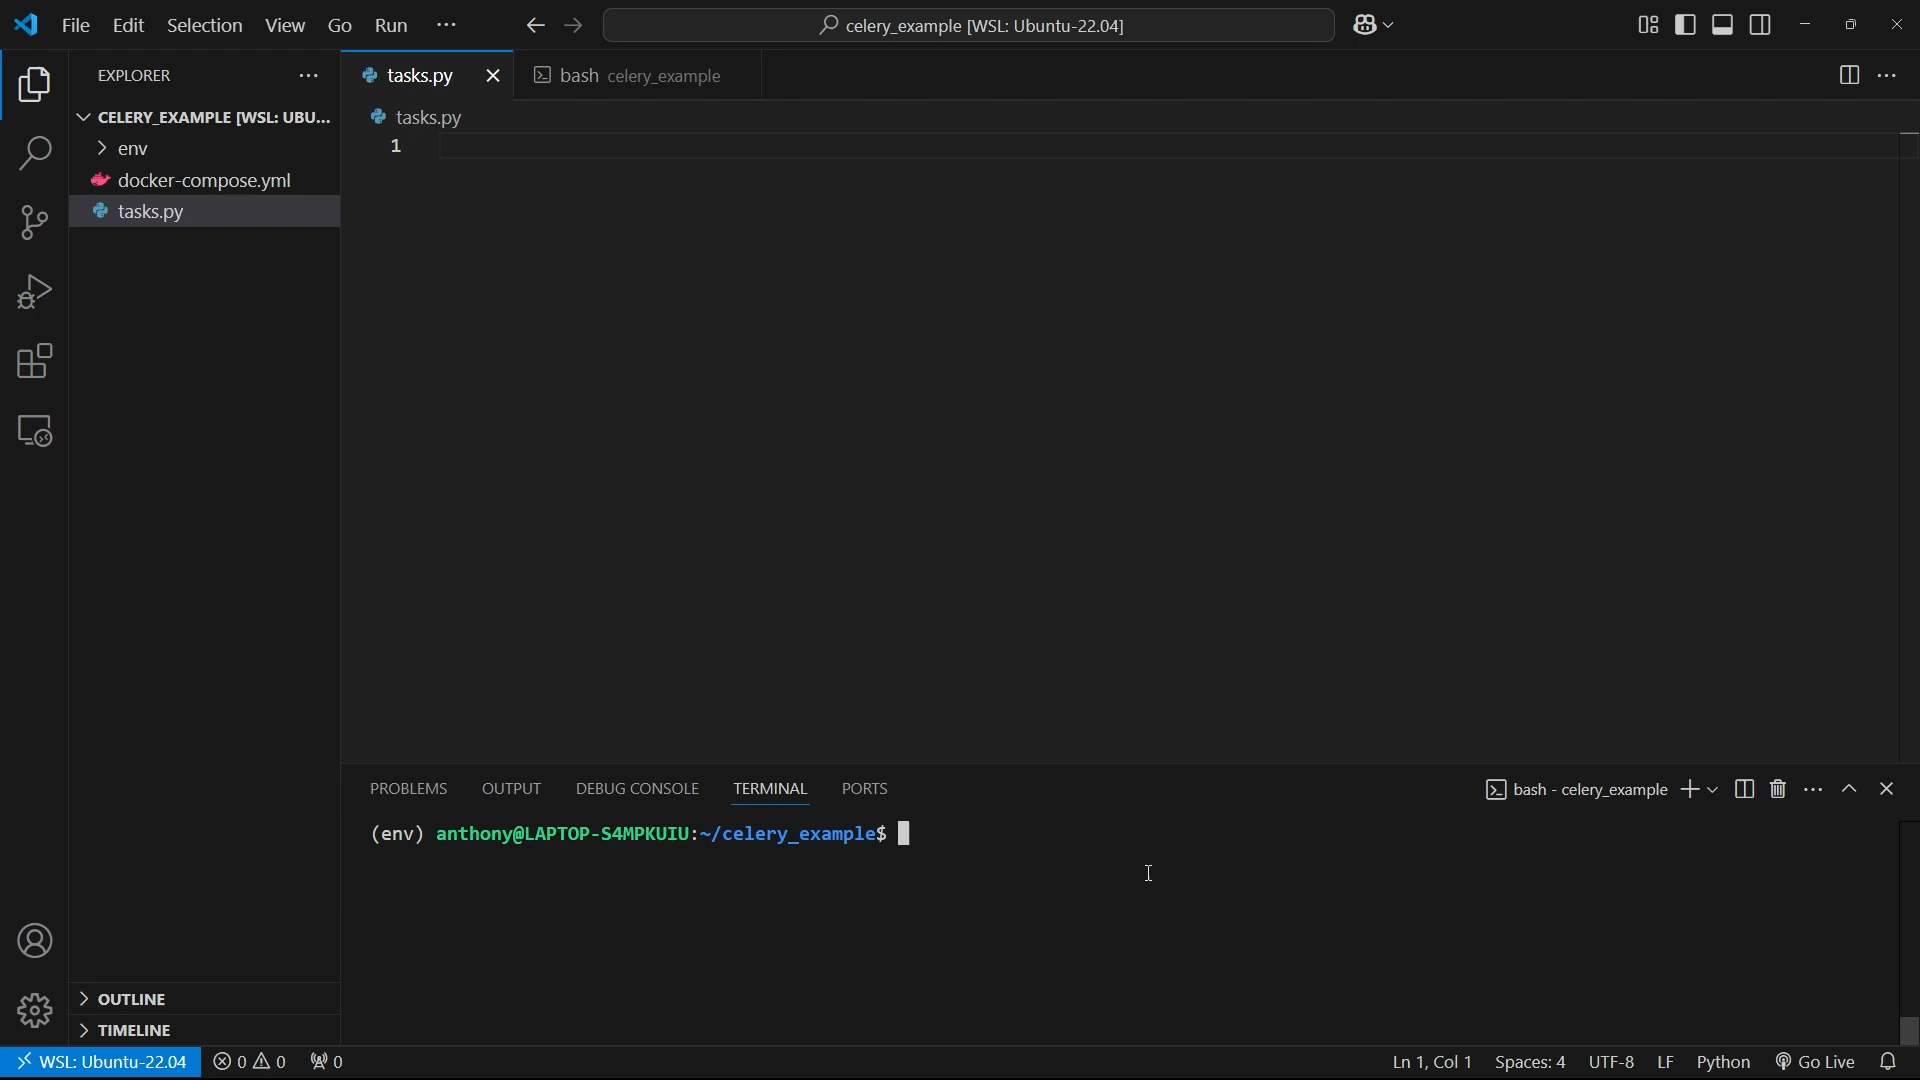 File Edit Selection View Go Run ··· celery_example [WSL: Ubuntu-22.04]
EXPLORER ···
CELERY_EXAMPLE [WSL: UBU...
env
docker-compose.yml
tasks.py
OUTLINE
TIMELINE
tasks.py bash celery_example
tasks.py
1
PROBLEMS OUTPUT DEBUG CONSOLE TERMINAL PORTS bash - celery_example
(env) anthony@LAPTOP-S4MPKUIU:~/celery_example$
WSL: Ubuntu-22.04 0 0 0 Ln 1, Col 1 Spaces: 4 UTF-8 LF Python Go Live